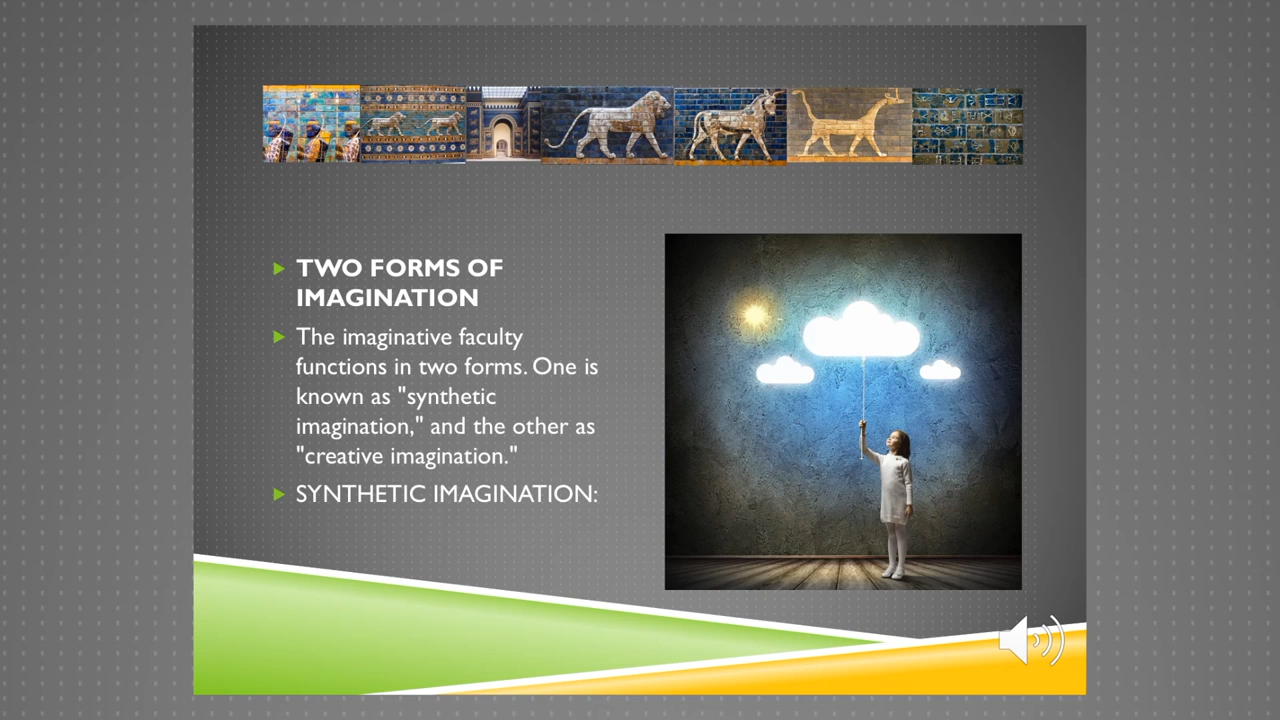 TWO FORMS OF
IMAGINATION
The imaginative faculty
functions in two forms. One is
known as "synthetic
imagination," and the other as
"creative imagination."
SYNTHETIC IMAGINATION: